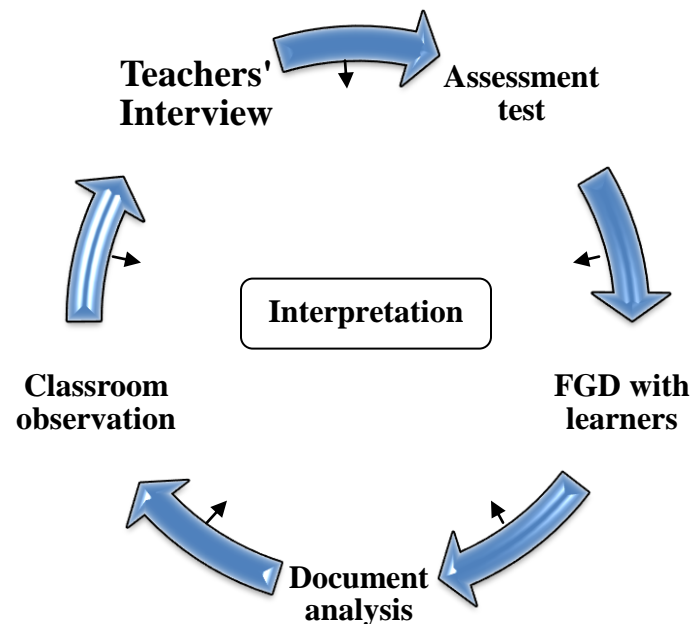 Teachers'
Interview
Assessment
test
Interpretation
Classroom
observation
FGD with
learners
Document
analysis